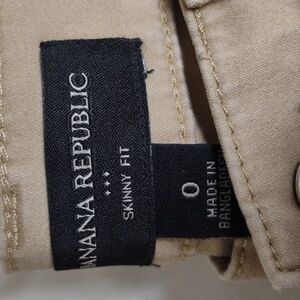 BANANA REPUBLIC
SKINNY FIT
0
MADE IN
BANGLADESH